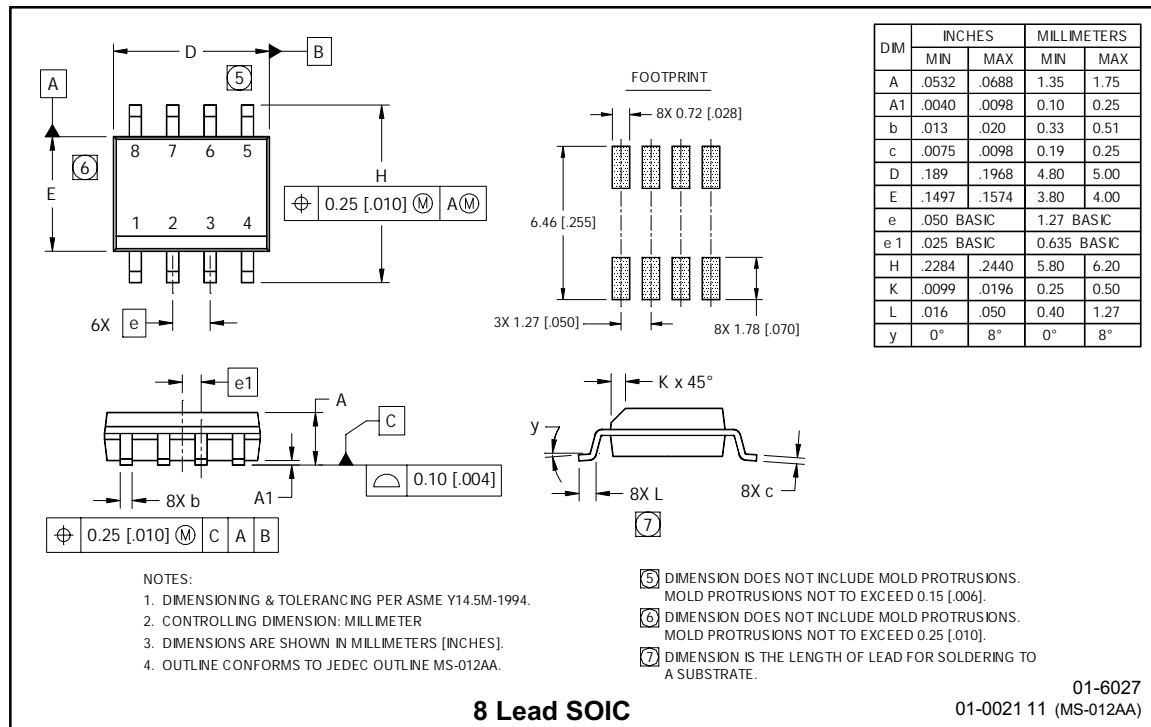 D
B
5
A
8 7 6 5
6
E
H
⌖ 0.25 [.010] Ⓜ AⓂ
1 2 3 4
6X e
FOOTPRINT
8X 0.72 [.028]
6.46 [.255]
3X 1.27 [.050]
8X 1.78 [.070]
DIM INCHES MILLIMETERS
MIN MAX MIN MAX
A .0532 .0688 1.35 1.75
A1 .0040 .0098 0.10 0.25
b .013 .020 0.33 0.51
c .0075 .0098 0.19 0.25
D .189 .1968 4.80 5.00
E .1497 .1574 3.80 4.00
e .050 BASIC 1.27 BASIC
e 1 .025 BASIC 0.635 BASIC
H .2284 .2440 5.80 6.20
K .0099 .0196 0.25 0.50
L .016 .050 0.40 1.27
y 0° 8° 0° 8°
e1
A
C
0.10 [.004]
8X b
A1
⌖ 0.25 [.010] Ⓜ C A B
K x 45°
y
8X L
8X c
7
NOTES:
1. DIMENSIONING & TOLERANCING PER ASME Y14.5M-1994.
2. CONTROLLING DIMENSION: MILLIMETER
3. DIMENSIONS ARE SHOWN IN MILLIMETERS [INCHES].
4. OUTLINE CONFORMS TO JEDEC OUTLINE MS-012AA.
5 DIMENSION DOES NOT INCLUDE MOLD PROTRUSIONS.
MOLD PROTRUSIONS NOT TO EXCEED 0.15 [.006].
6 DIMENSION DOES NOT INCLUDE MOLD PROTRUSIONS.
MOLD PROTRUSIONS NOT TO EXCEED 0.25 [.010].
7 DIMENSION IS THE LENGTH OF LEAD FOR SOLDERING TO
A SUBSTRATE.
8 Lead SOIC
01-6027
01-0021 11 (MS-012AA)